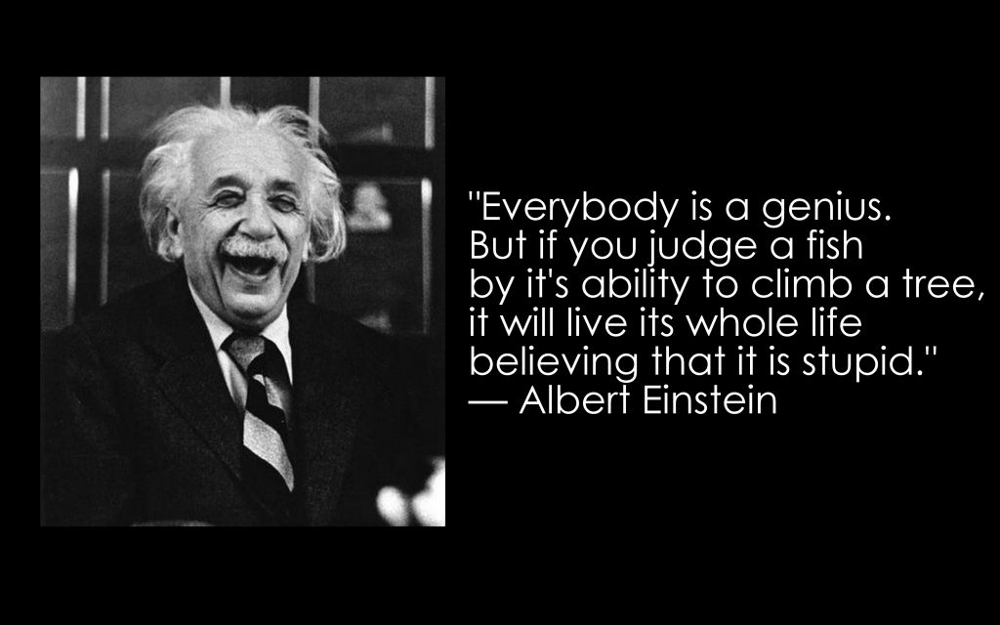 "Everybody is a genius.
But if you judge a fish
by it's ability to climb a tree,
it will live its whole life
believing that it is stupid."
— Albert Einstein